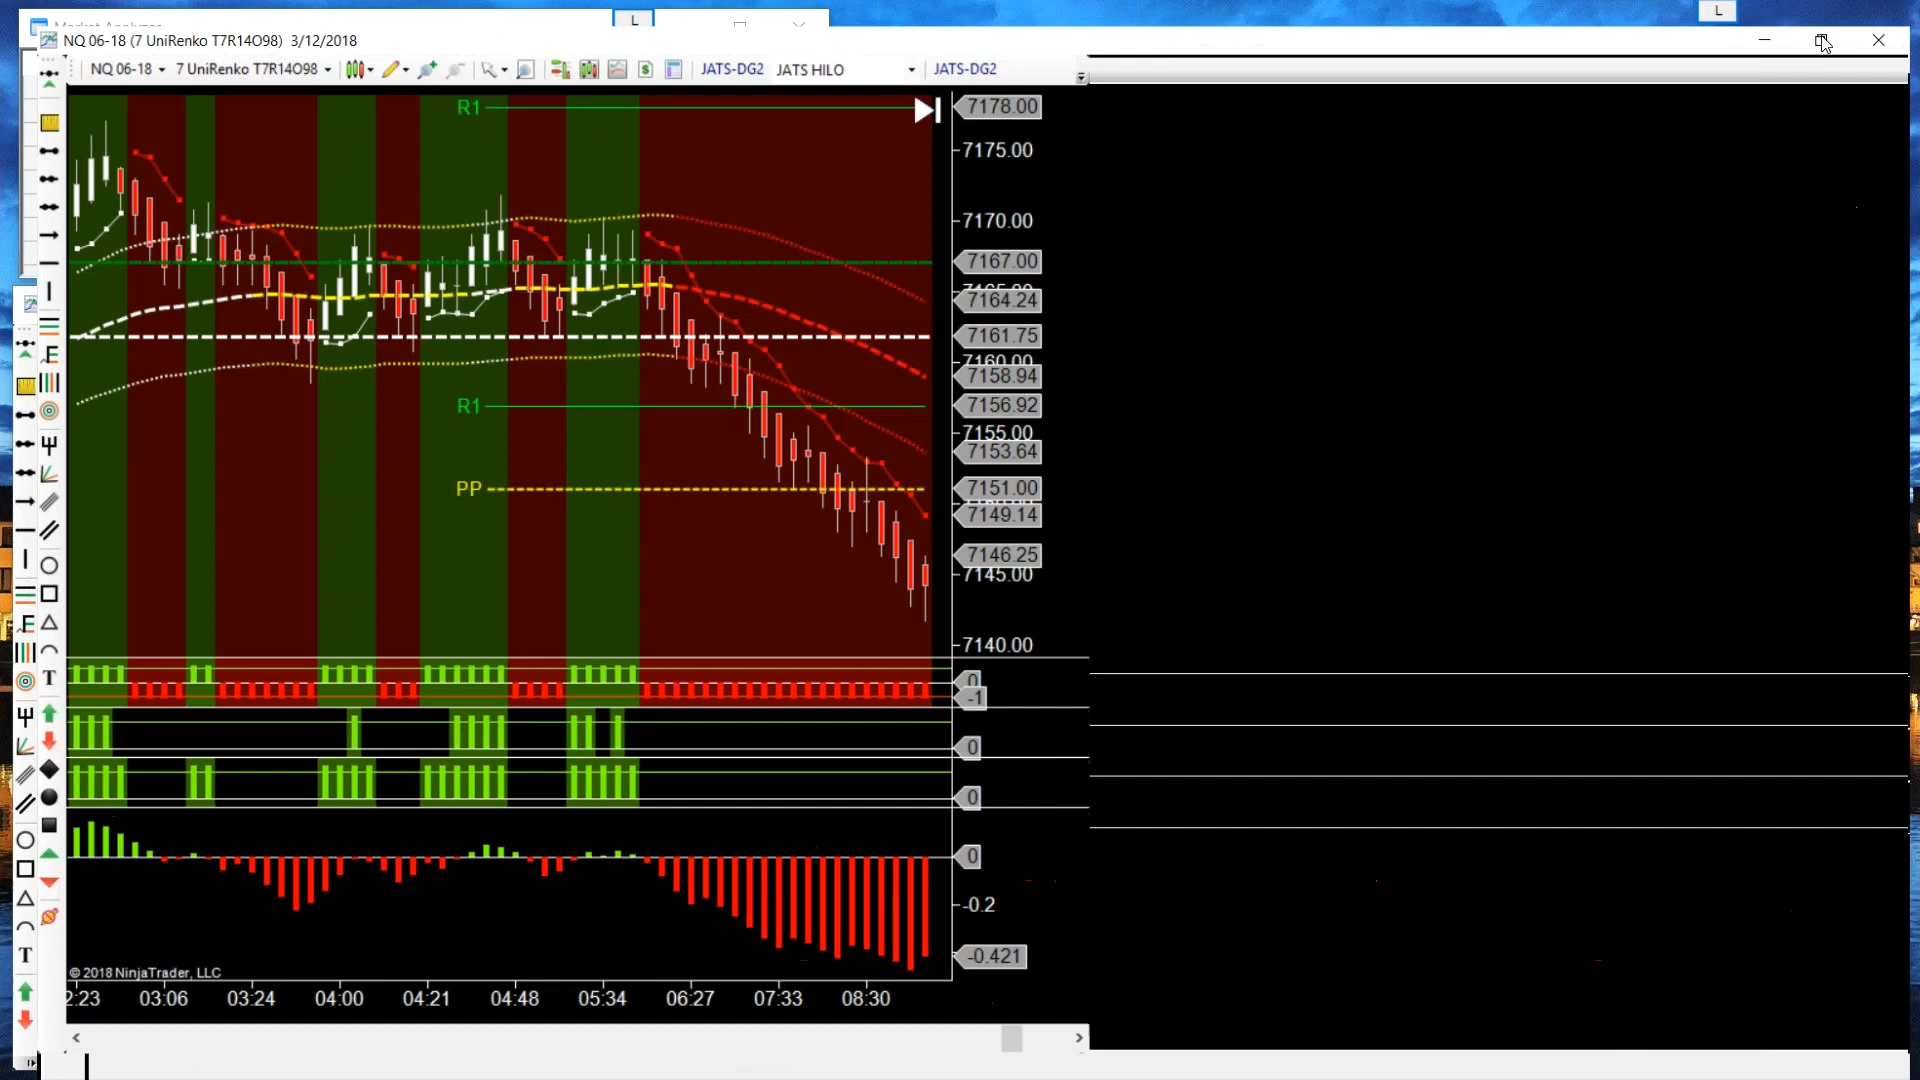 L
L
NQ 06-18 (7 UniRenko T7R14O98) 3/12/2018
NQ 06-18
7 UniRenko T7R14O98
JATS-DG2
JATS HILO
JATS-DG2
R1
7178.00
7175.00
7170.00
7167.00
7164.24
7161.75
7160.00
7158.94
R1
7156.92
7155.00
7153.64
PP
7151.00
7149.14
7146.25
7145.00
7140.00
0
-1
0
0
0
-0.2
-0.421
© 2018 NinjaTrader, LLC
2:23 03:06 03:24 04:00 04:21 04:48 05:34 06:27 07:33 08:30